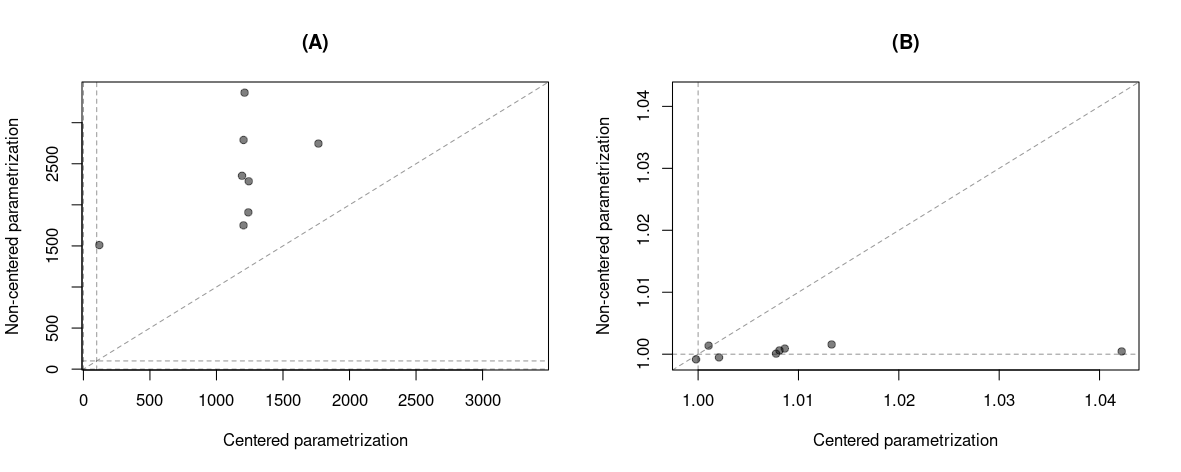 (A)
Non-centered parametrization
2500
1500
500
0
0 500 1000 1500 2000 2500 3000
Centered parametrization
(B)
Non-centered parametrization
1.04
1.03
1.02
1.01
1.00
1.00 1.01 1.02 1.03 1.04
Centered parametrization